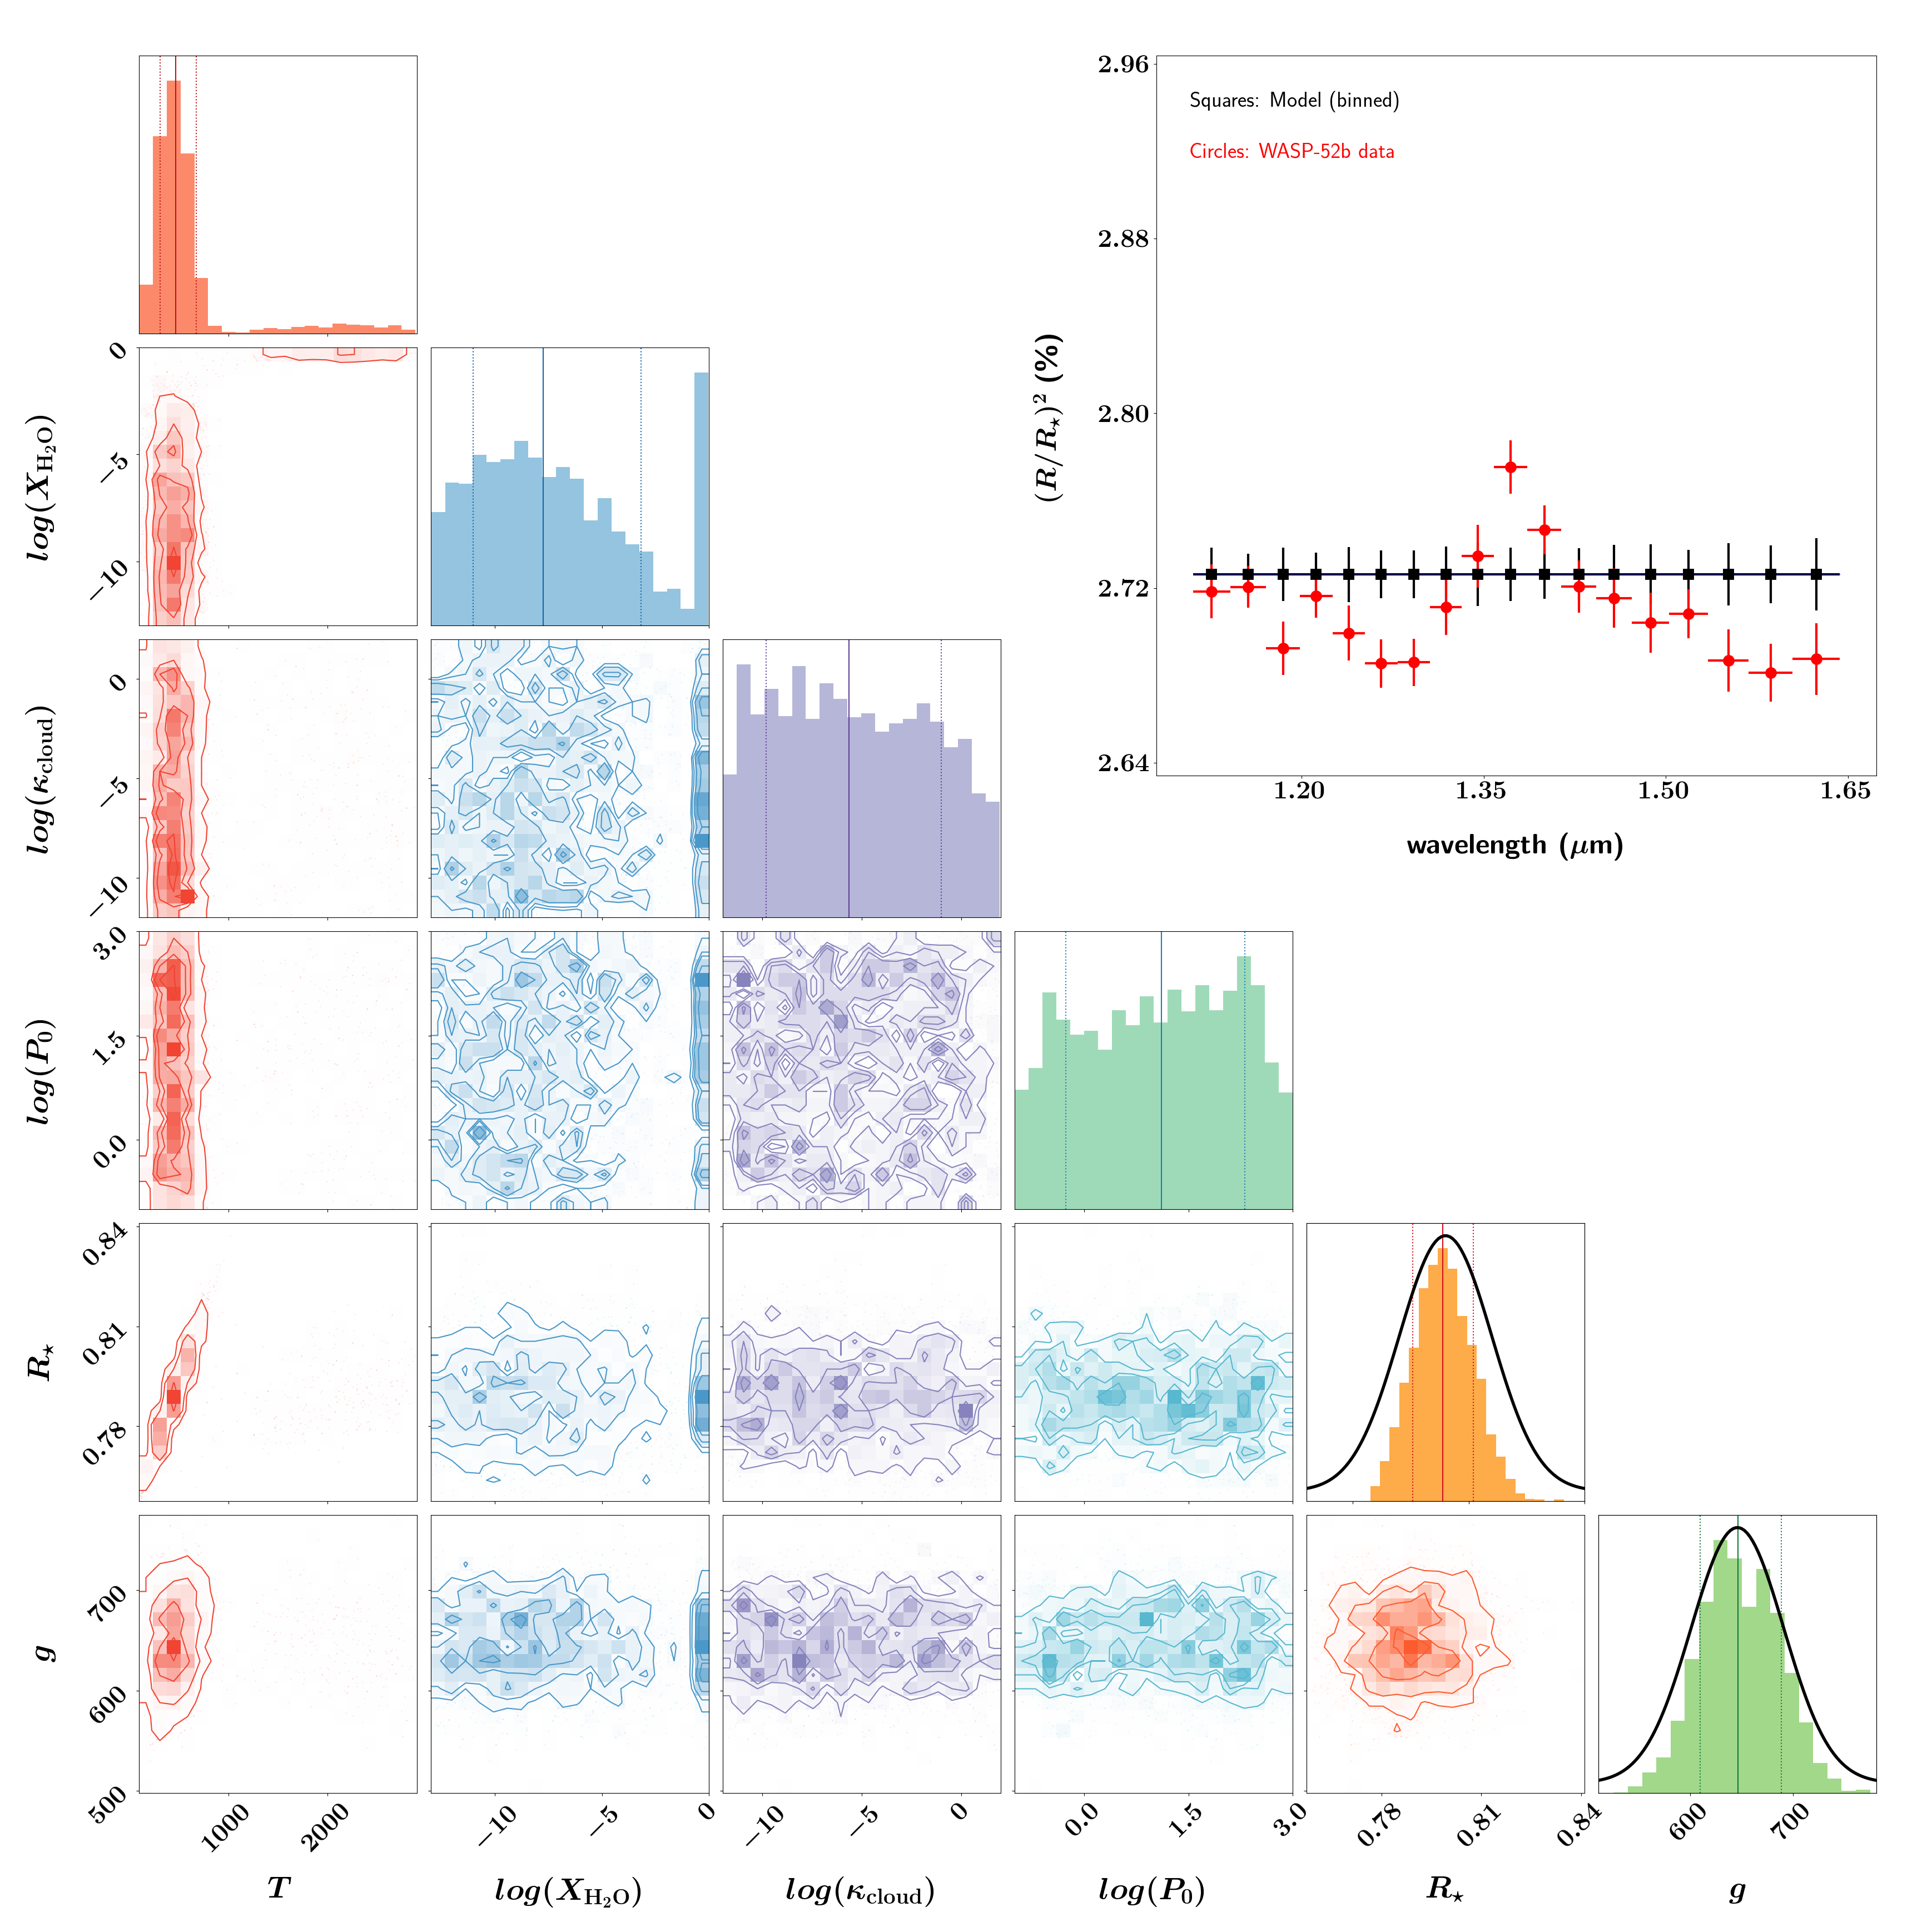 2.96
Squares: Model (binned)
Circles: WASP-52b data
2.88
2.80
2.72
2.64
(R/R⋆)² (%)
1.20 1.35 1.50 1.65
wavelength (μm)
0
−5
−10
log(X_H₂O)
0
−5
−10
log(κ_cloud)
3.0
1.5
0.0
log(P₀)
0.84
0.81
0.78
R⋆
700
600
500
g
1000 2000 −10 −5 0 −10 −5 0 0.0 1.5 3.0 0.78 0.81 0.84 600 700
T log(X_H₂O) log(κ_cloud) log(P₀) R⋆ g